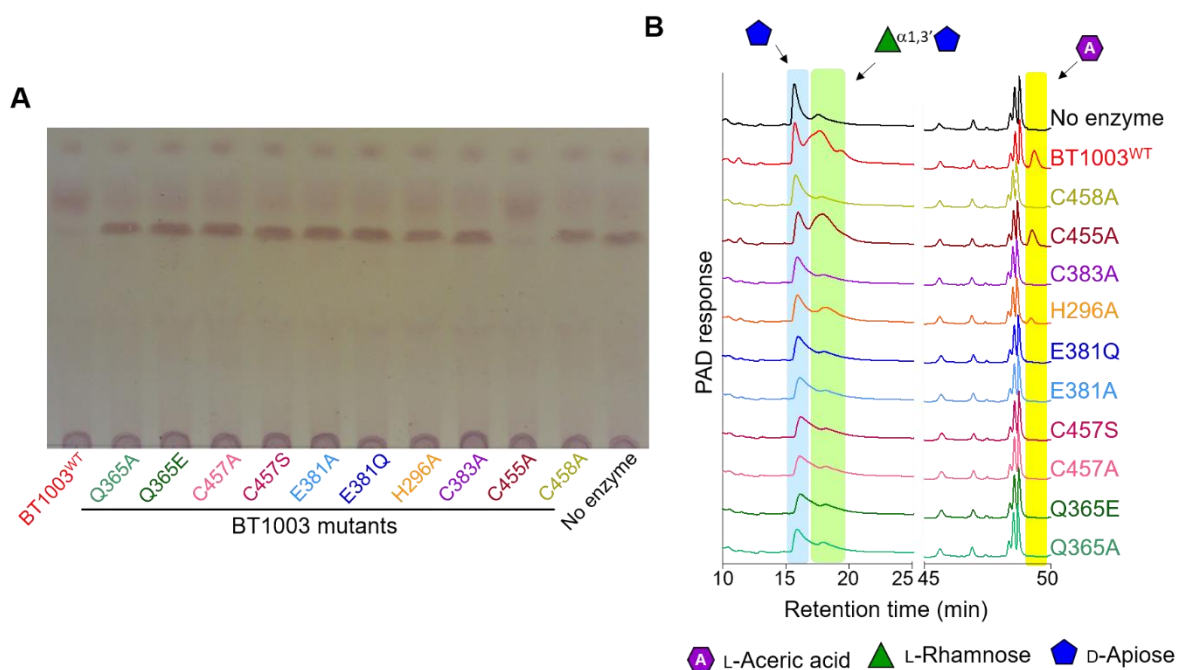 A
BT1003WT
Q365A
Q365E
C457A
C457S
E381A
E381Q
H296A
C383A
C455A
C458A
No enzyme
BT1003 mutants
B
α1,3’
A
No enzyme
BT1003WT
C458A
C455A
C383A
H296A
E381Q
E381A
C457S
C457A
Q365E
Q365A
PAD response
10 15 20 25 45 50
Retention time (min)
A L-Aceric acid L-Rhamnose D-Apiose